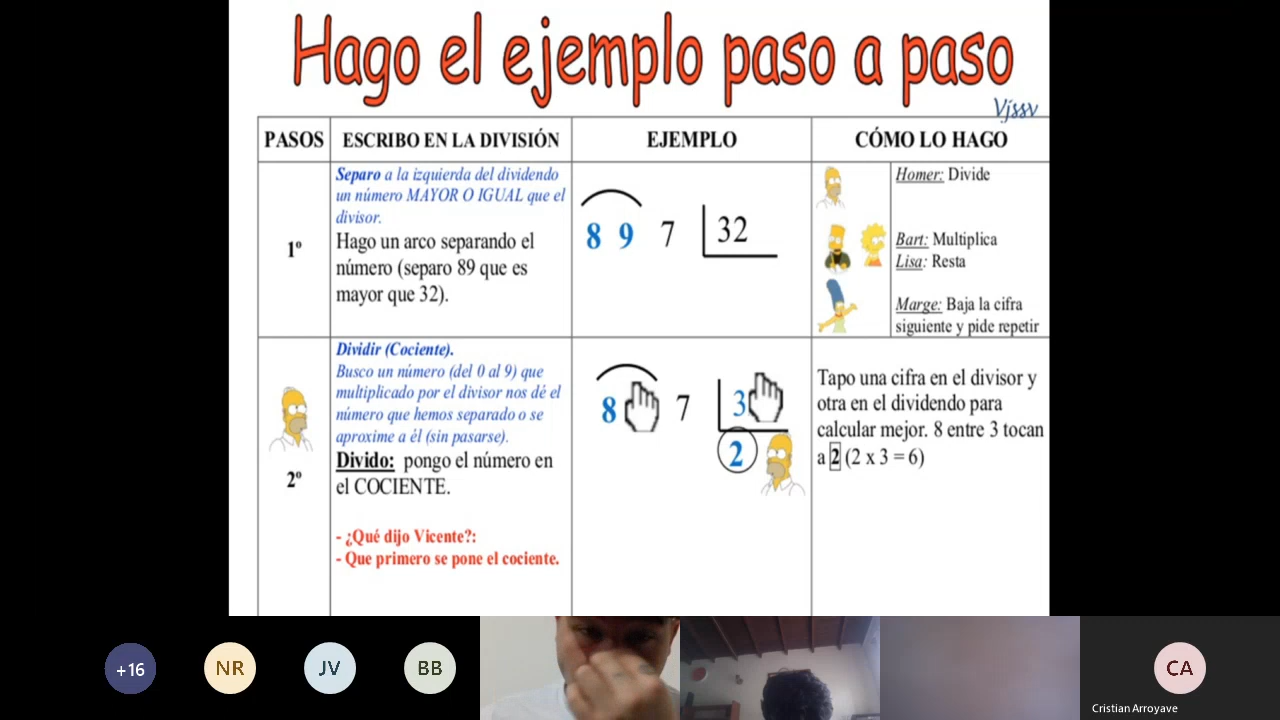 Hago el ejemplo paso a paso
Vjssv
PASOS
ESCRIBO EN LA DIVISIÓN
EJEMPLO
CÓMO LO HAGO
1º
Separo a la izquierda del dividendo
un número MAYOR O IGUAL que el
divisor.
Hago un arco separando el
número (separo 89 que es
mayor que 32).
8 9 7 32
Homer: Divide
Bart: Multiplica
Lisa: Resta
Marge: Baja la cifra
siguiente y pide repetir
2º
Dividir (Cociente).
Busco un número (del 0 al 9) que
multiplicado por el divisor nos dé el
número que hemos separado o se
aproxime a él (sin pasarse).
Divido: pongo el número en
el COCIENTE.
- ¿Qué dijo Vicente?:
- Que primero se pone el cociente.
8 7 3
2
Tapo una cifra en el divisor y
otra en el dividendo para
calcular mejor. 8 entre 3 tocan
a 2 (2 x 3 = 6)
+16
NR
JV
BB
CA
Cristian Arroyave